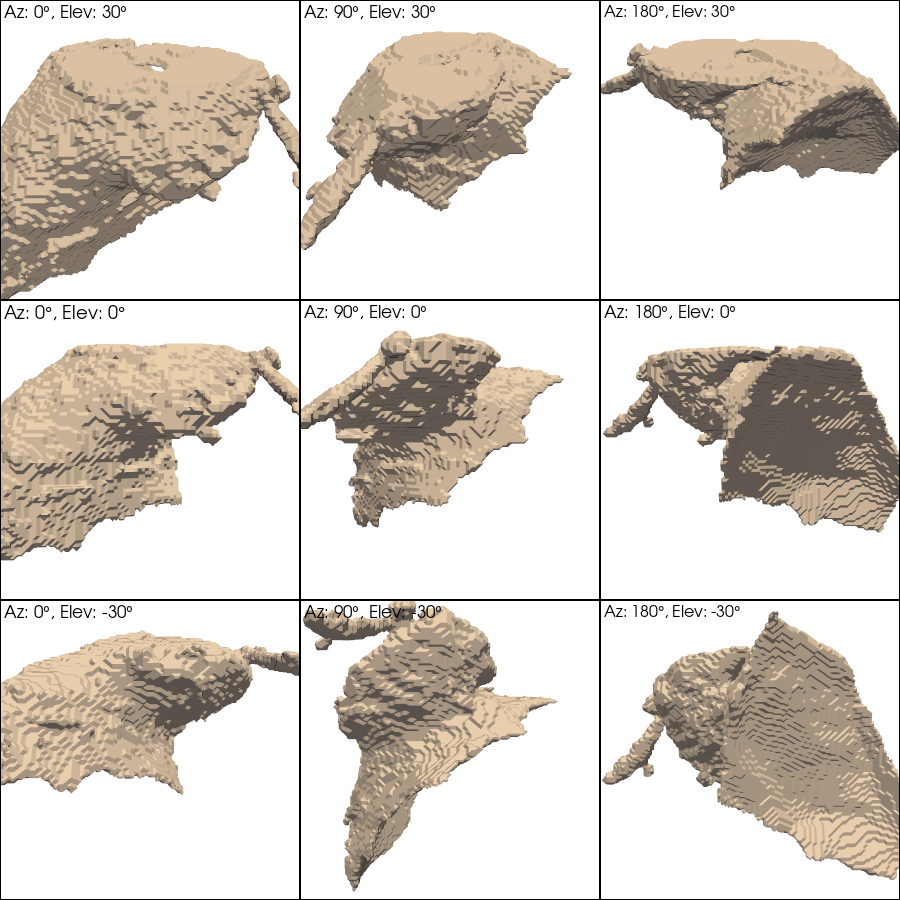 Az: 0°, Elev: 30°
Az: 90°, Elev: 30°
Az: 180°, Elev: 30°
Az: 0°, Elev: 0°
Az: 90°, Elev: 0°
Az: 180°, Elev: 0°
Az: 0°, Elev: -30°
Az: 90°, Elev: -30°
Az: 180°, Elev: -30°